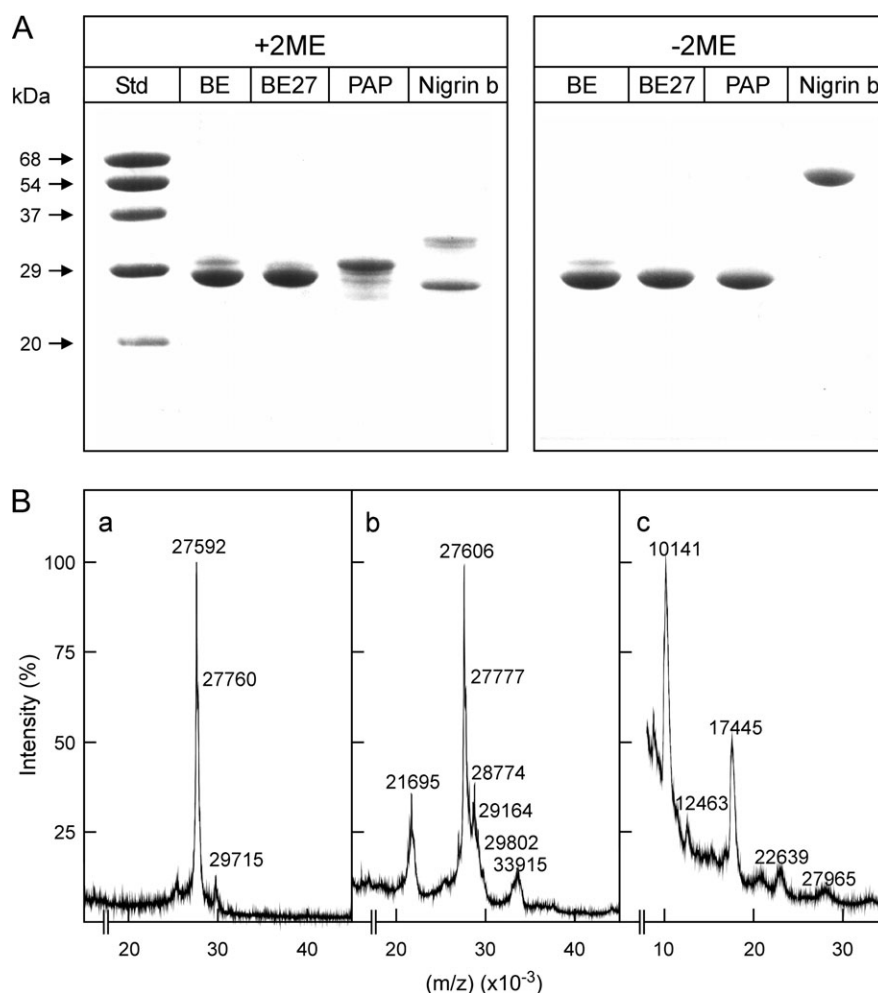 A
+2ME
-2ME
kDa
Std BE BE27 PAP Nigrin b
BE BE27 PAP Nigrin b
68
54
37
29
20
B
a
b
c
Intensity (%)
100
75
50
25
27592
27760
29715
27606
27777
21695
28774
29164
29802
33915
10141
17445
12463
22639
27965
20 30 40
20 30 40
10 20 30
(m/z) (x10-3)